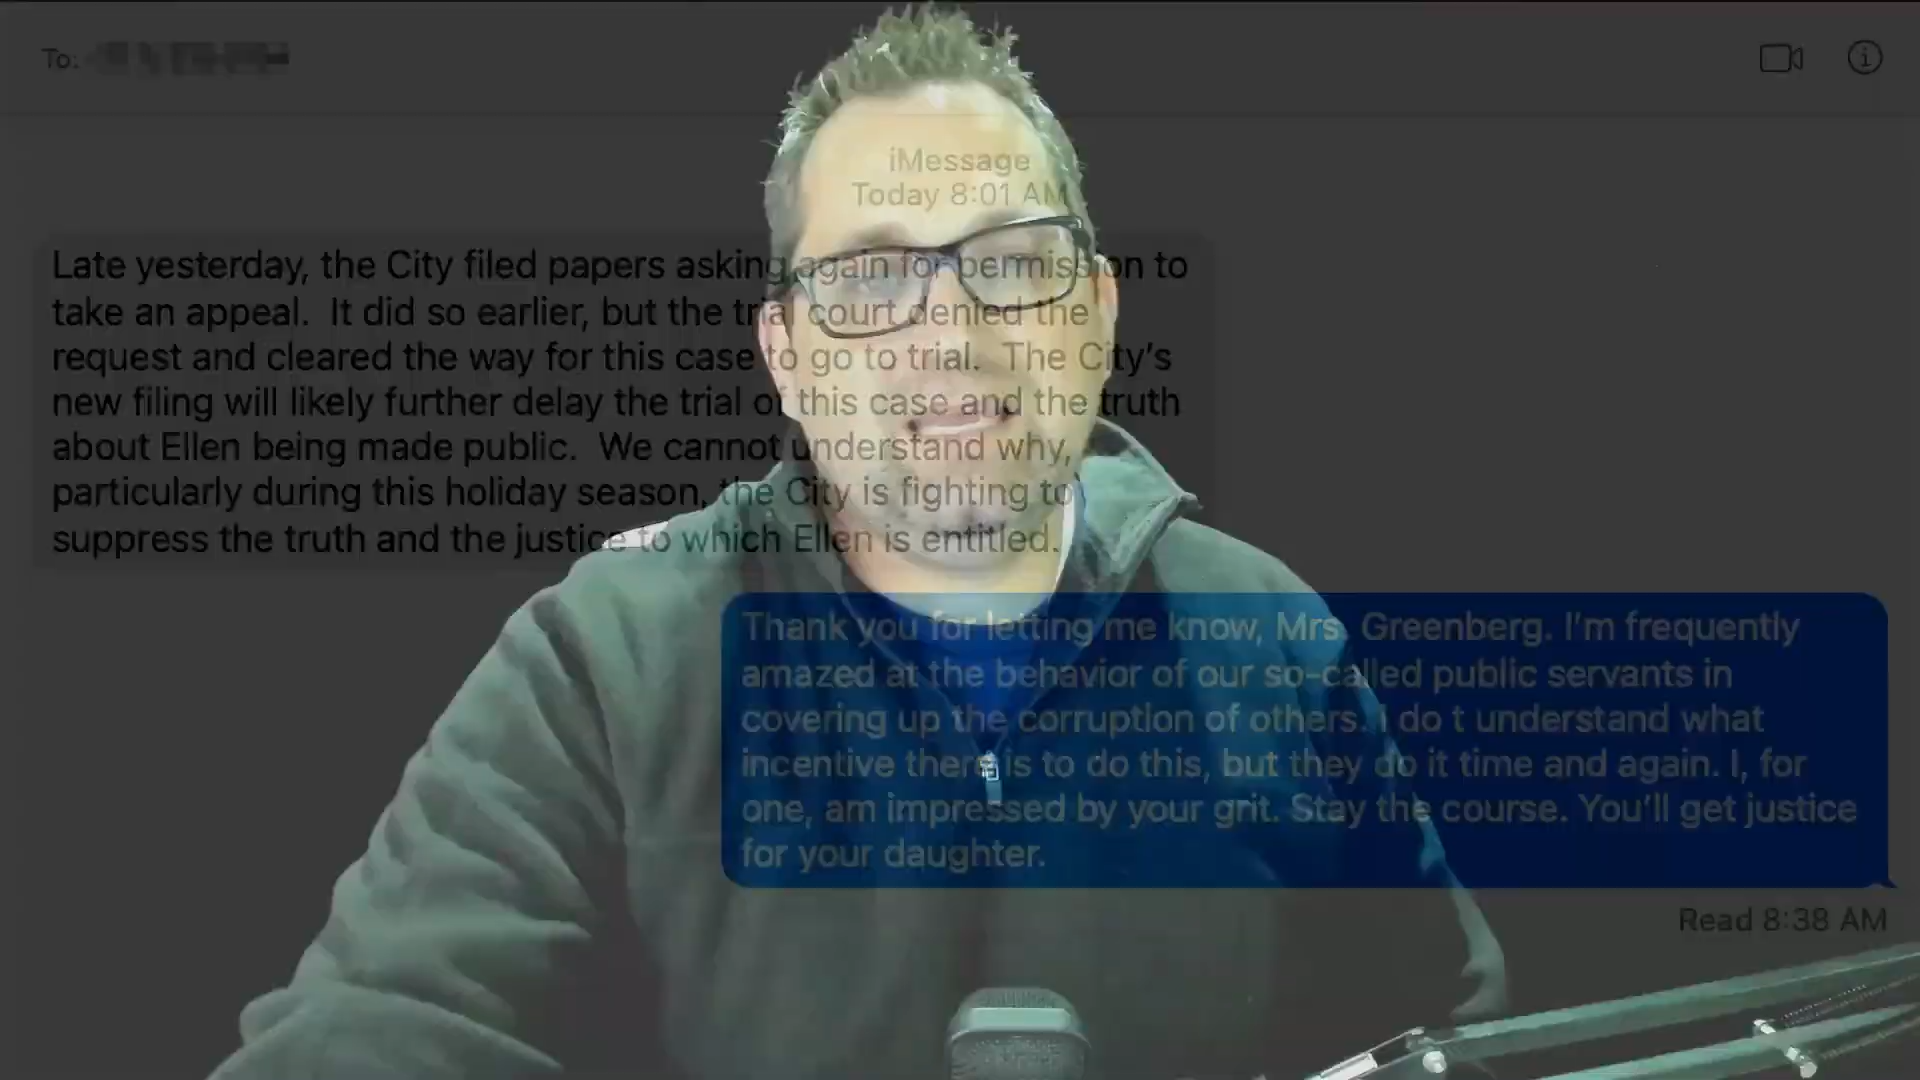 To:
iMessage
Today 8:01 AM
Late yesterday, the City filed papers asking again for permission to
take an appeal. It did so earlier, but the trial court denied the
request and cleared the way for this case to go to trial. The City's
new filing will likely further delay the trial of this case and the truth
about Ellen being made public. We cannot understand why,
particularly during this holiday season, the City is fighting to
suppress the truth and the justice to which Ellen is entitled.
Thank you for letting me know, Mrs. Greenberg. I'm frequently
amazed at the behavior of our so-called public servants in
covering up the corruption of others. I do t understand what
incentive there is to do this, but they do it time and again. I, for
one, am impressed by your grit. Stay the course. You'll get justice
for your daughter.
Read 8:38 AM